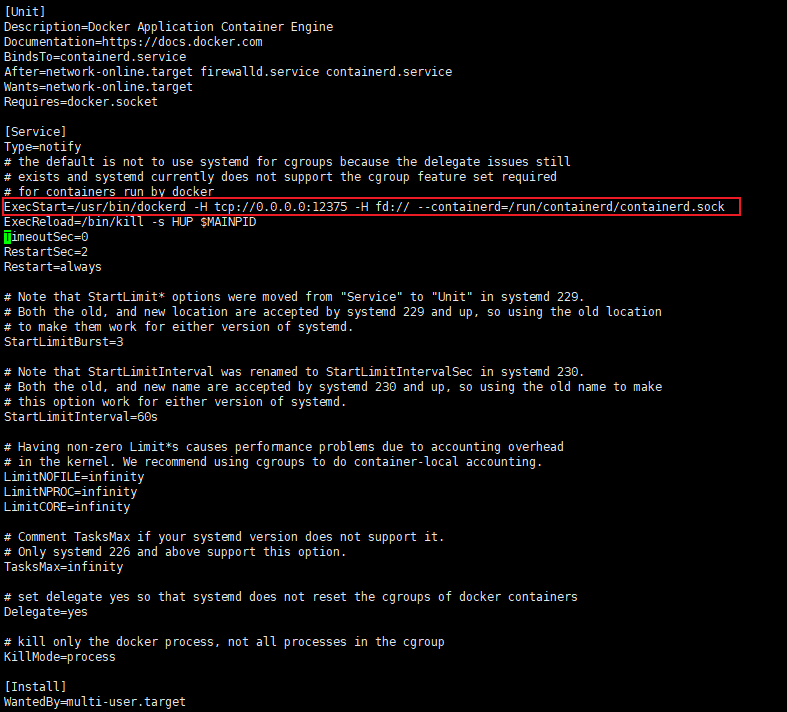 [Unit]
Description=Docker Application Container Engine
Documentation=https://docs.docker.com
BindsTo=containerd.service
After=network-online.target firewalld.service containerd.service
Wants=network-online.target
Requires=docker.socket

[Service]
Type=notify
# the default is not to use systemd for cgroups because the delegate issues still
# exists and systemd currently does not support the cgroup feature set required
# for containers run by docker
ExecStart=/usr/bin/dockerd -H tcp://0.0.0.0:12375 -H fd:// --containerd=/run/containerd/containerd.sock
ExecReload=/bin/kill -s HUP $MAINPID
TimeoutSec=0
RestartSec=2
Restart=always

# Note that StartLimit* options were moved from "Service" to "Unit" in systemd 229.
# Both the old, and new location are accepted by systemd 229 and up, so using the old location
# to make them work for either version of systemd.
StartLimitBurst=3

# Note that StartLimitInterval was renamed to StartLimitIntervalSec in systemd 230.
# Both the old, and new name are accepted by systemd 230 and up, so using the old name to make
# this option work for either version of systemd.
StartLimitInterval=60s

# Having non-zero Limit*s causes performance problems due to accounting overhead
# in the kernel. We recommend using cgroups to do container-local accounting.
LimitNOFILE=infinity
LimitNPROC=infinity
LimitCORE=infinity

# Comment TasksMax if your systemd version does not support it.
# Only systemd 226 and above support this option.
TasksMax=infinity

# set delegate yes so that systemd does not reset the cgroups of docker containers
Delegate=yes

# kill only the docker process, not all processes in the cgroup
KillMode=process

[Install]
WantedBy=multi-user.target